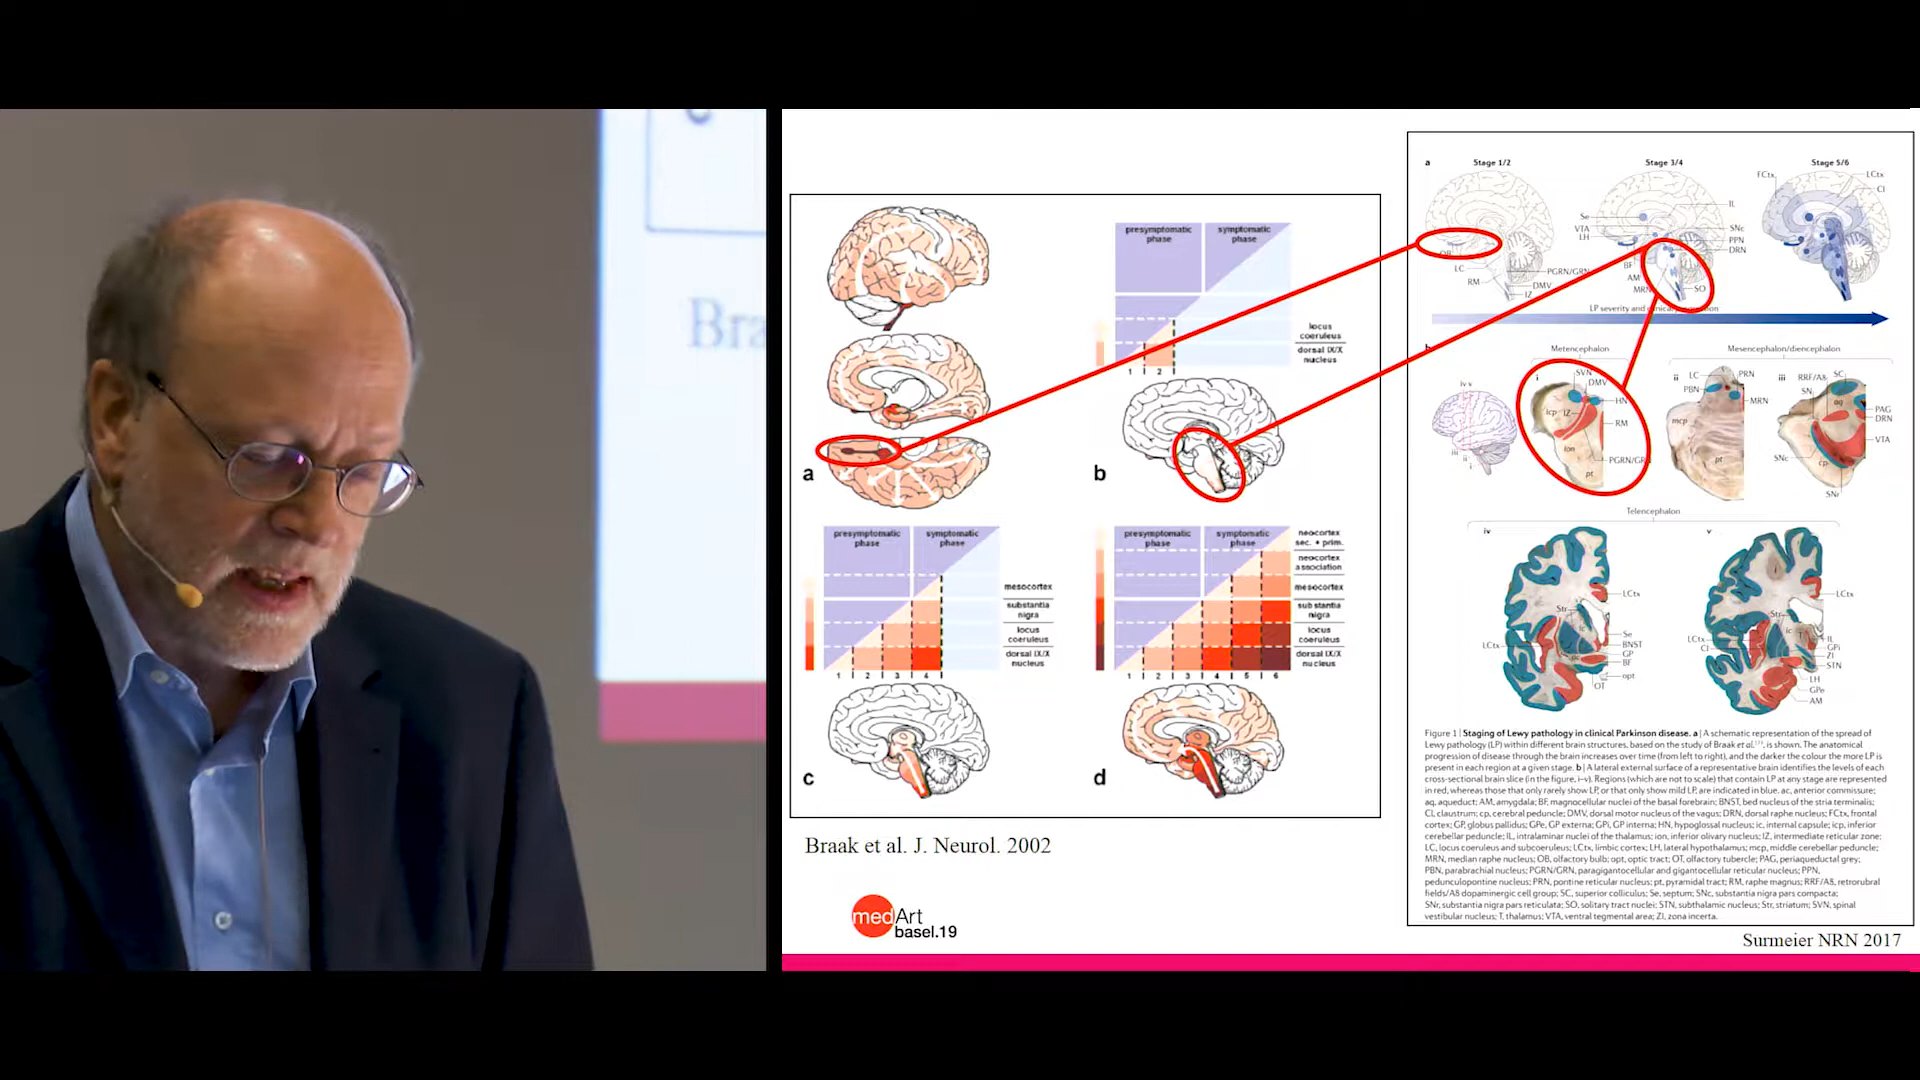 Bra
presymptomatic phase
symptomatic phase
locus coeruleus
dorsal IX/X nucleus
1 2
a
b
presymptomatic phase
symptomatic phase
mesocortex
substantia nigra
locus coeruleus
dorsal IX/X nucleus
1 2 3 4
presymptomatic phase
symptomatic phase
neocortex sec. + prim.
neocortex association
mesocortex
substantia nigra
locus coeruleus
dorsal IX/X nucleus
1 2 3 4 5 6
c
d
Braak et al. J. Neurol. 2002
medArt
basel.19
a
Stage 1/2
Stage 3/4
Stage 5/6
OB
LC
RM
PGRN/GRN
DMV
IZ
Se
VTA
LH
BF
AM
MRN
IL
SNc
PPN
DRN
SO
FCtx
LCtx
Cl
LP severity and clinical
Metencephalon
Mesencephalon/diencephalon
iv v
iii
ii
i
i
SVN
DMV
HN
icp
IZ
RM
ion
PGRN/GR
pt
ii
LC
PRN
PBN
MRN
mcp
pt
iii
RRF/A8
SC
SN
aq
PAG
DRN
VTA
SNc
cp
SNr
Telencephalon
iv
LCtx
Str
ic
Se
BNST
GP
BF
LCtx
ac
opt
OT
v
LCtx
Str
LCtx
Cl
ic
T
IL
GPi
ZI
STN
LH
GPe
AM
Figure 1 | Staging of Lewy pathology in clinical Parkinson disease. a | A schematic representation of the spread of
Lewy pathology (LP) within different brain structures, based on the study of Braak et al., is shown. The anatomical
progression of disease through the brain increases over time (from left to right), and the darker the colour the more LP is
present in each region at a given stage. b | A lateral external surface of a representative brain identifies the levels of each
cross-sectional brain slice (in the figure, i–v). Regions (which are not to scale) that contain LP at any stage are represented
in red, whereas those that only rarely show LP, or that only show mild LP, are indicated in blue. ac, anterior commissure;
aq, aqueduct; AM, amygdala; BF, magnocellular nuclei of the basal forebrain; BNST, bed nucleus of the stria terminalis;
Cl, claustrum; cp, cerebral peduncle; DMV, dorsal motor nucleus of the vagus; DRN, dorsal raphe nucleus; FCtx, frontal
cortex; GP, globus pallidus; GPe, GP externa; GPi, GP interna; HN, hypoglossal nucleus; ic, internal capsule; icp, inferior
cerebellar peduncle; IL, intralaminar nuclei of the thalamus; ion, inferior olivary nucleus; IZ, intermediate reticular zone;
LC, locus coeruleus and subcoeruleus; LCtx, limbic cortex; LH, lateral hypothalamus; mcp, middle cerebellar peduncle;
MRN, median raphe nucleus; OB, olfactory bulb; opt, optic tract; OT, olfactory tubercle; PAG, periaqueductal grey;
PBN, parabrachial nucleus; PGRN/GRN, paragigantocellular and gigantocellular reticular nucleus; PPN,
pedunculopontine nucleus; PRN, pontine reticular nucleus; pt, pyramidal tract; RM, raphe magnus; RRF/A8, retrorubral
fields/A8 dopaminergic cell group; SC, superior colliculus; Se, septum; SNc, substantia nigra pars compacta;
SNr, substantia nigra pars reticulata; SO, solitary tract nuclei; STN, subthalamic nucleus; Str, striatum; SVN, spinal
vestibular nucleus; T, thalamus; VTA, ventral tegmental area; ZI, zona incerta.
Surmeier NRN 2017